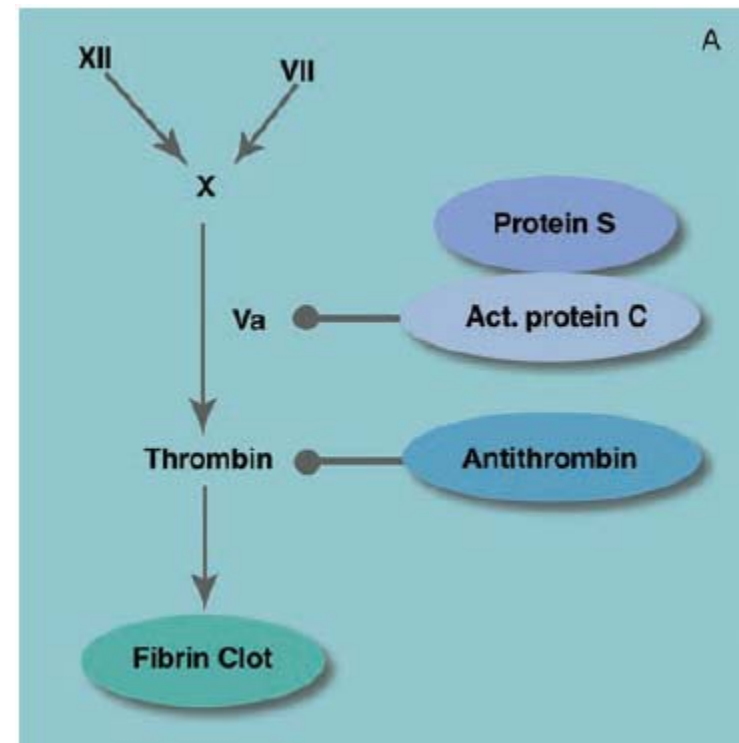 A
XII
VII
X
Protein S
Va
Act. protein C
Thrombin
Antithrombin
Fibrin Clot